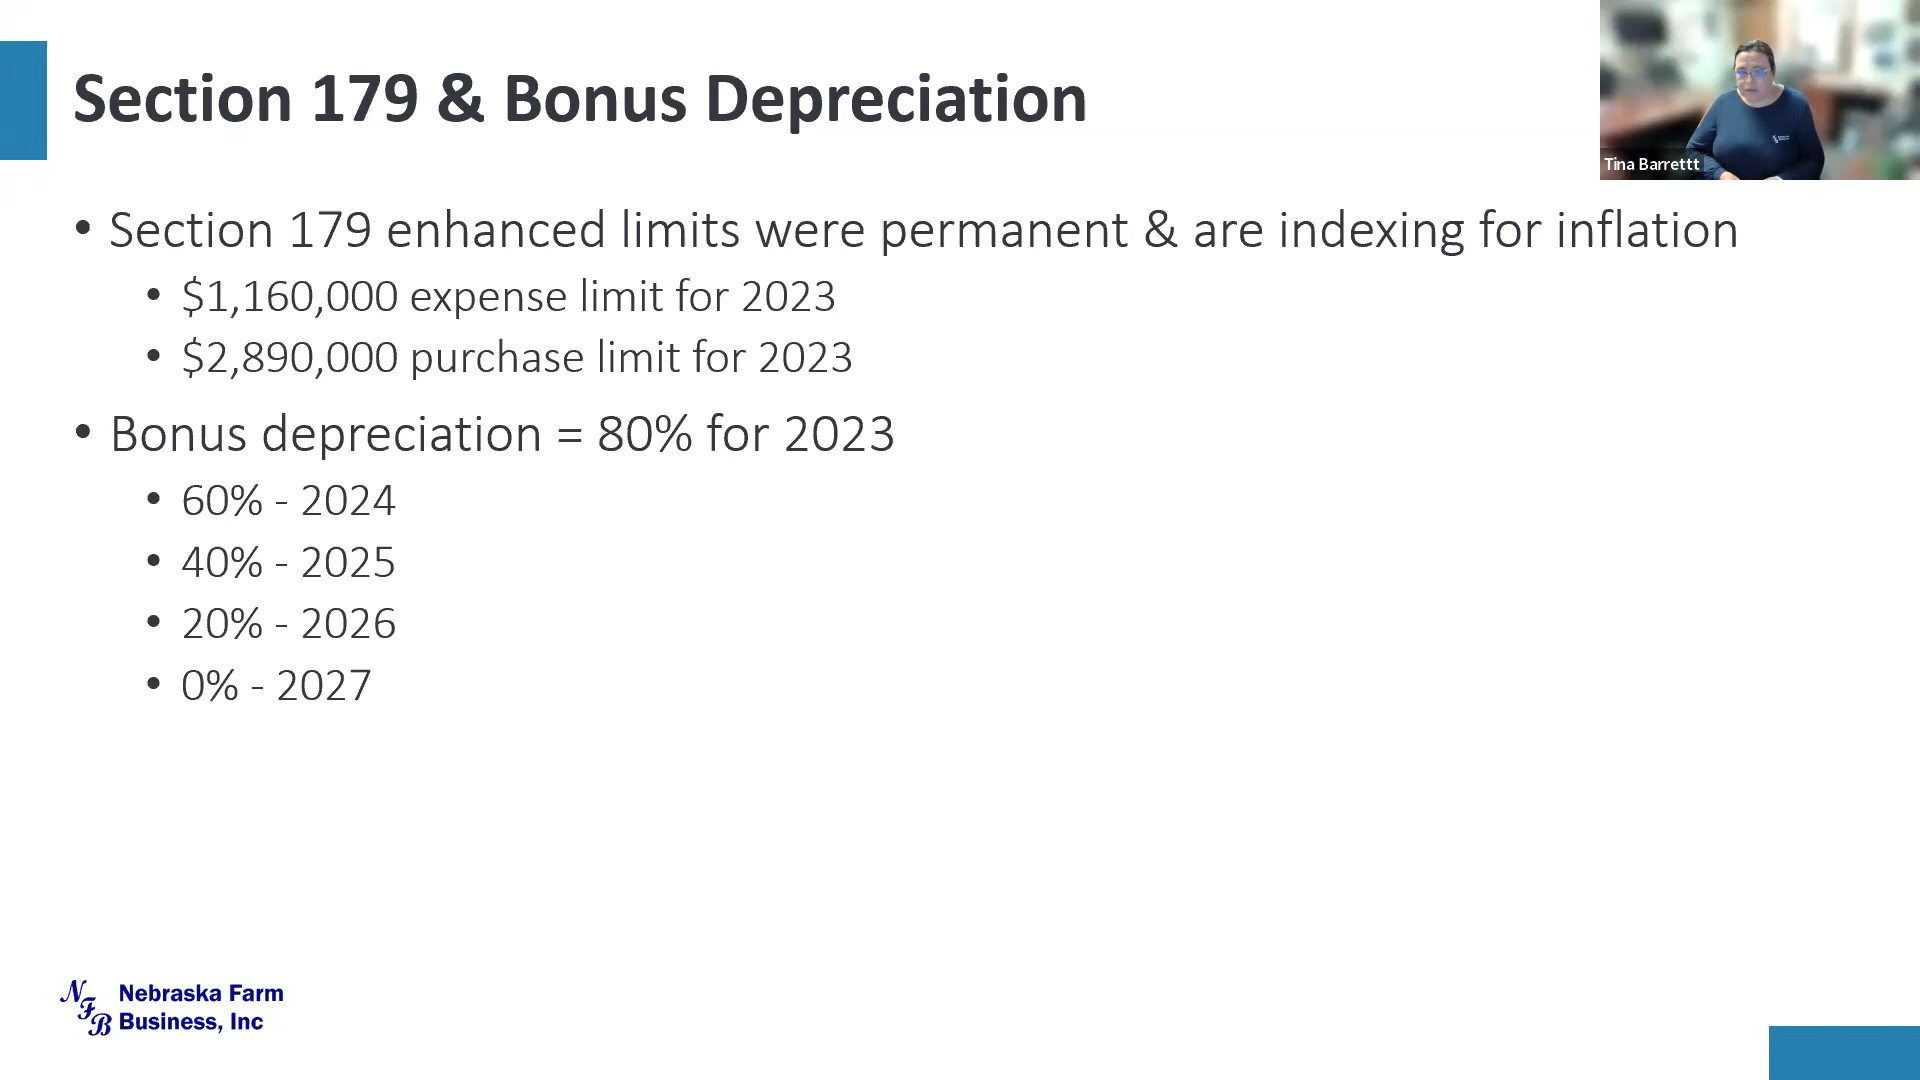 Section 179 & Bonus Depreciation
Tina Barrettt
• Section 179 enhanced limits were permanent & are indexing for inflation
• $1,160,000 expense limit for 2023
• $2,890,000 purchase limit for 2023
• Bonus depreciation = 80% for 2023
• 60% - 2024
• 40% - 2025
• 20% - 2026
• 0% - 2027
NFB
Nebraska Farm
Business, Inc